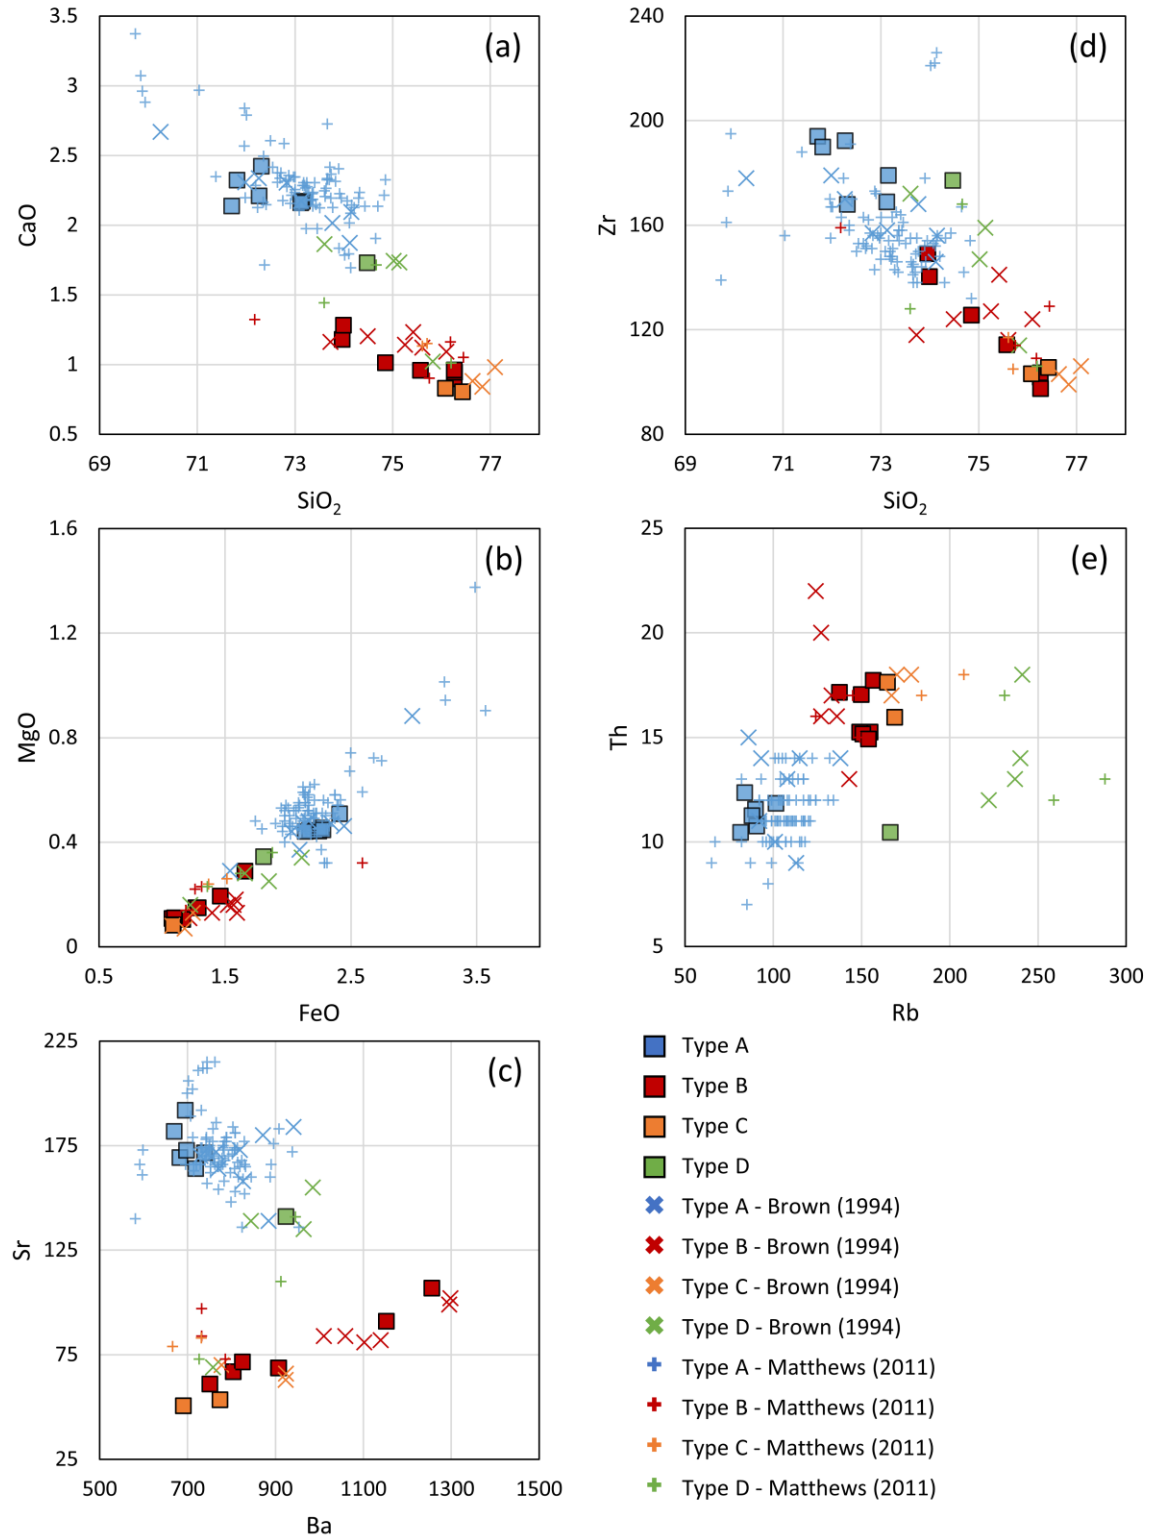 3.5
(a)
3
2.5
CaO
2
1.5
1
0.5
69 71 73 75 77
SiO2
240
(d)
200
Zr
160
120
80
69 71 73 75 77
SiO2
1.6
(b)
1.2
MgO
0.8
0.4
0
0.5 1.5 2.5 3.5
FeO
25
(e)
20
Th
15
10
5
50 100 150 200 250 300
Rb
225
(c)
175
Sr
125
75
25
500 700 900 1100 1300 1500
Ba
Type A
Type B
Type C
Type D
Type A - Brown (1994)
Type B - Brown (1994)
Type C - Brown (1994)
Type D - Brown (1994)
Type A - Matthews (2011)
Type B - Matthews (2011)
Type C - Matthews (2011)
Type D - Matthews (2011)